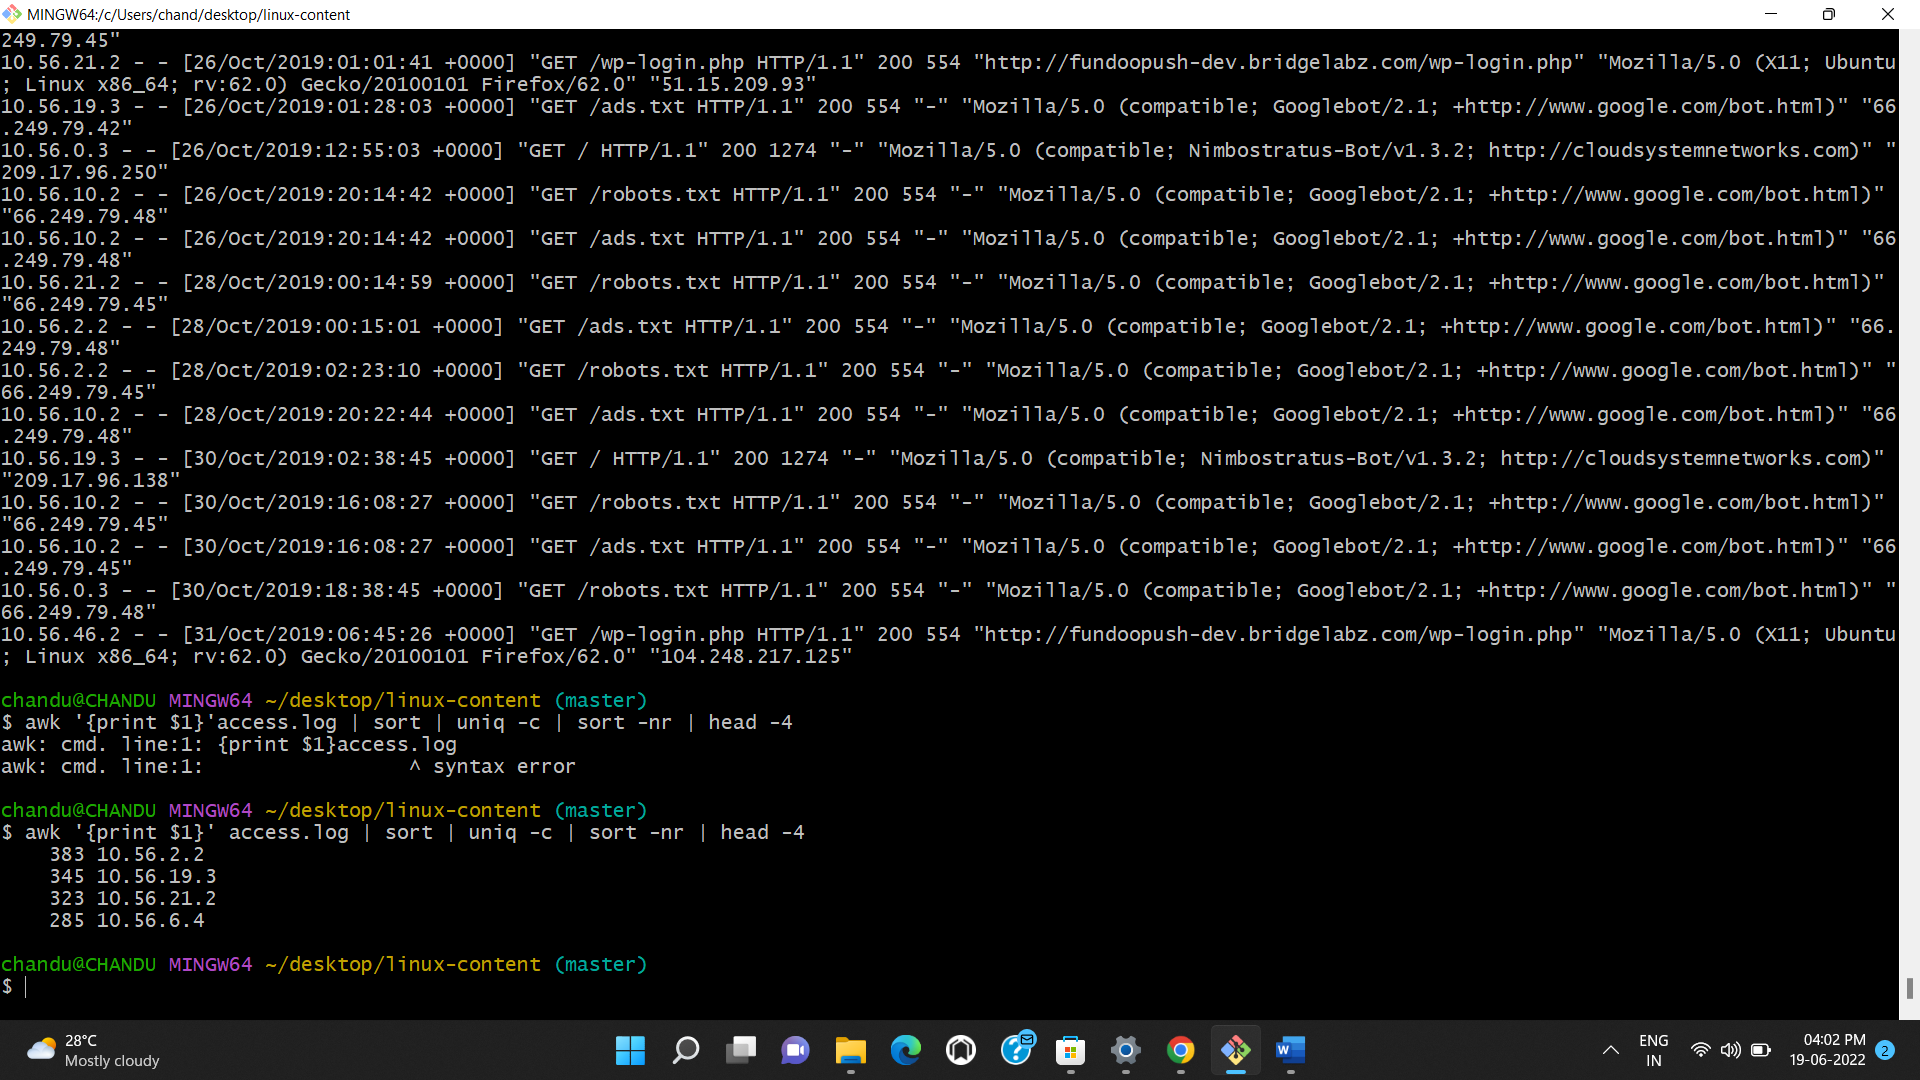 MINGW64:/c/Users/chand/desktop/linux-content
249.79.45"
10.56.21.2 - - [26/Oct/2019:01:01:41 +0000] "GET /wp-login.php HTTP/1.1" 200 554 "http://fundoopush-dev.bridgelabz.com/wp-login.php" "Mozilla/5.0 (X11; Ubuntu
; Linux x86_64; rv:62.0) Gecko/20100101 Firefox/62.0" "51.15.209.93"
10.56.19.3 - - [26/Oct/2019:01:28:03 +0000] "GET /ads.txt HTTP/1.1" 200 554 "-" "Mozilla/5.0 (compatible; Googlebot/2.1; +http://www.google.com/bot.html)" "66
.249.79.42"
10.56.0.3 - - [26/Oct/2019:12:55:03 +0000] "GET / HTTP/1.1" 200 1274 "-" "Mozilla/5.0 (compatible; Nimbostratus-Bot/v1.3.2; http://cloudsystemnetworks.com)" "
209.17.96.250"
10.56.10.2 - - [26/Oct/2019:20:14:42 +0000] "GET /robots.txt HTTP/1.1" 200 554 "-" "Mozilla/5.0 (compatible; Googlebot/2.1; +http://www.google.com/bot.html)"
"66.249.79.48"
10.56.10.2 - - [26/Oct/2019:20:14:42 +0000] "GET /ads.txt HTTP/1.1" 200 554 "-" "Mozilla/5.0 (compatible; Googlebot/2.1; +http://www.google.com/bot.html)" "66
.249.79.48"
10.56.21.2 - - [28/Oct/2019:00:14:59 +0000] "GET /robots.txt HTTP/1.1" 200 554 "-" "Mozilla/5.0 (compatible; Googlebot/2.1; +http://www.google.com/bot.html)"
"66.249.79.45"
10.56.2.2 - - [28/Oct/2019:00:15:01 +0000] "GET /ads.txt HTTP/1.1" 200 554 "-" "Mozilla/5.0 (compatible; Googlebot/2.1; +http://www.google.com/bot.html)" "66.
249.79.48"
10.56.2.2 - - [28/Oct/2019:02:23:10 +0000] "GET /robots.txt HTTP/1.1" 200 554 "-" "Mozilla/5.0 (compatible; Googlebot/2.1; +http://www.google.com/bot.html)" "
66.249.79.45"
10.56.10.2 - - [28/Oct/2019:20:22:44 +0000] "GET /ads.txt HTTP/1.1" 200 554 "-" "Mozilla/5.0 (compatible; Googlebot/2.1; +http://www.google.com/bot.html)" "66
.249.79.48"
10.56.19.3 - - [30/Oct/2019:02:38:45 +0000] "GET / HTTP/1.1" 200 1274 "-" "Mozilla/5.0 (compatible; Nimbostratus-Bot/v1.3.2; http://cloudsystemnetworks.com)"
"209.17.96.138"
10.56.10.2 - - [30/Oct/2019:16:08:27 +0000] "GET /robots.txt HTTP/1.1" 200 554 "-" "Mozilla/5.0 (compatible; Googlebot/2.1; +http://www.google.com/bot.html)"
"66.249.79.45"
10.56.10.2 - - [30/Oct/2019:16:08:27 +0000] "GET /ads.txt HTTP/1.1" 200 554 "-" "Mozilla/5.0 (compatible; Googlebot/2.1; +http://www.google.com/bot.html)" "66
.249.79.45"
10.56.0.3 - - [30/Oct/2019:18:38:45 +0000] "GET /robots.txt HTTP/1.1" 200 554 "-" "Mozilla/5.0 (compatible; Googlebot/2.1; +http://www.google.com/bot.html)" "
66.249.79.48"
10.56.46.2 - - [31/Oct/2019:06:45:26 +0000] "GET /wp-login.php HTTP/1.1" 200 554 "http://fundoopush-dev.bridgelabz.com/wp-login.php" "Mozilla/5.0 (X11; Ubuntu
; Linux x86_64; rv:62.0) Gecko/20100101 Firefox/62.0" "104.248.217.125"
chandu@CHANDU MINGW64 ~/desktop/linux-content (master)
$ awk '{print $1}'access.log | sort | uniq -c | sort -nr | head -4
awk: cmd. line:1: {print $1}access.log
awk: cmd. line:1:                 ^ syntax error
chandu@CHANDU MINGW64 ~/desktop/linux-content (master)
$ awk '{print $1}' access.log | sort | uniq -c | sort -nr | head -4
383 10.56.2.2
345 10.56.19.3
323 10.56.21.2
285 10.56.6.4
chandu@CHANDU MINGW64 ~/desktop/linux-content (master)
$
28°C
Mostly cloudy
ENG
IN
04:02 PM
19-06-2022
2